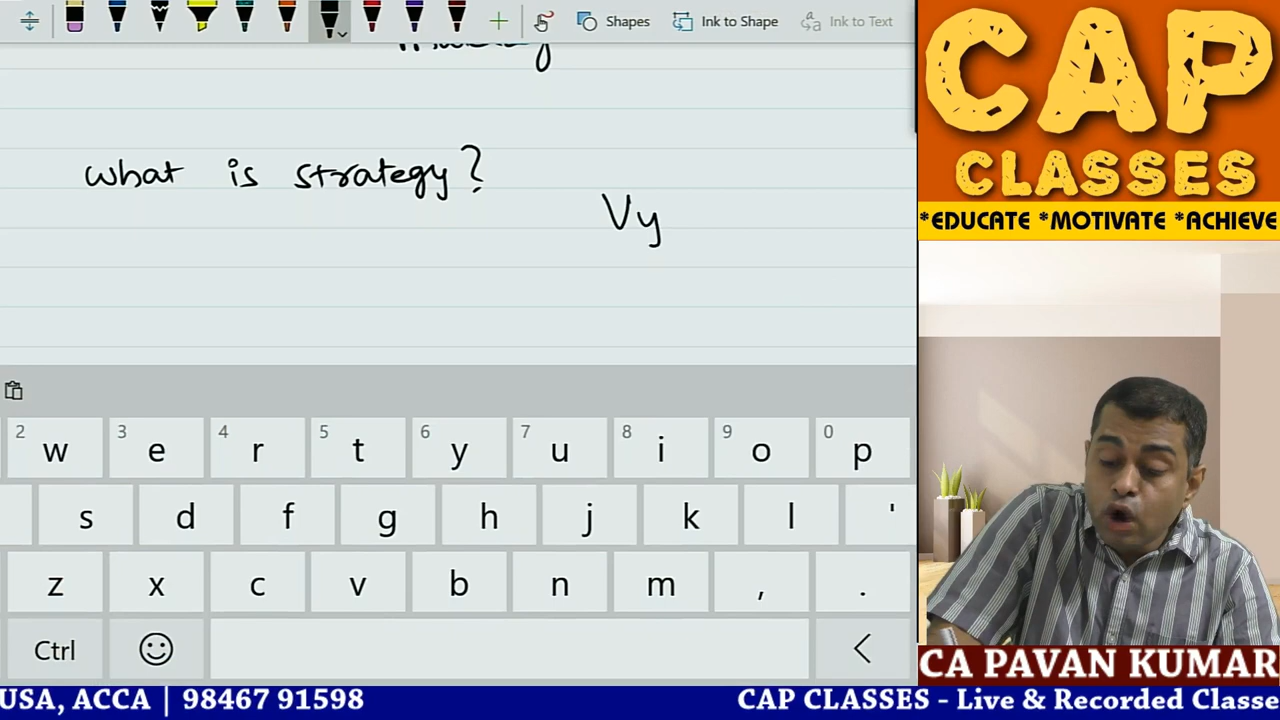 Shapes
Ink to Shape
Ink to Text
what is strategy?
Vy
2 w 3 e 4 r 5 t 6 y 7 u 8 i 9 o 0 p
s d f g h j k l '
z x c v b n m , .
Ctrl
CAP
CLASSES
*EDUCATE *MOTIVATE *ACHIEVE
CA PAVAN KUMAR
USA, ACCA | 98467 91598
CAP CLASSES - Live & Recorded Classe